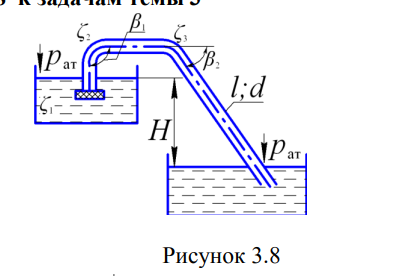 к задачам темы 3
ζ₂ β₁ ζ₃
pат β₂
ζ₁ l;d
H pат
Рисунок 3.8